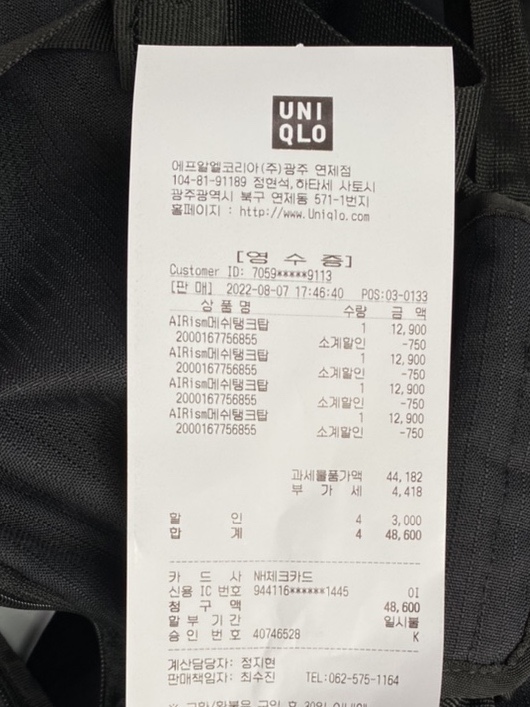 UNI
QLO
에프알엘코리아(주)광주 연제점
104-81-91189 정현석,하타세 사토시
광주광역시 북구 연제동 571-1번지
홈페이지 : http://www.Uniqlo.com
[영 수 증]
Customer ID: 7059*****9113
[판 매] 2022-08-07 17:46:40 POS:03-0133
상 품 명 수량 금 액
AIRism메쉬탱크탑 1 12,900
2000167756855 소계할인 -750
AIRism메쉬탱크탑 1 12,900
2000167756855 소계할인 -750
AIRism메쉬탱크탑 1 12,900
2000167756855 소계할인 -750
AIRism메쉬탱크탑 1 12,900
2000167756855 소계할인 -750
과세물품가액 44,182
부 가 세 4,418
할 인 4 3,000
합 계 4 48,600
카 드 사 NH체크카드
신용 IC 번호 944116******1445 OI
청 구 액 48,600
할 부 기 간 일시불
승 인 번 호 40746528 K
계산담당자: 정지현
판매책임자: 최수진 TEL:062-575-1164